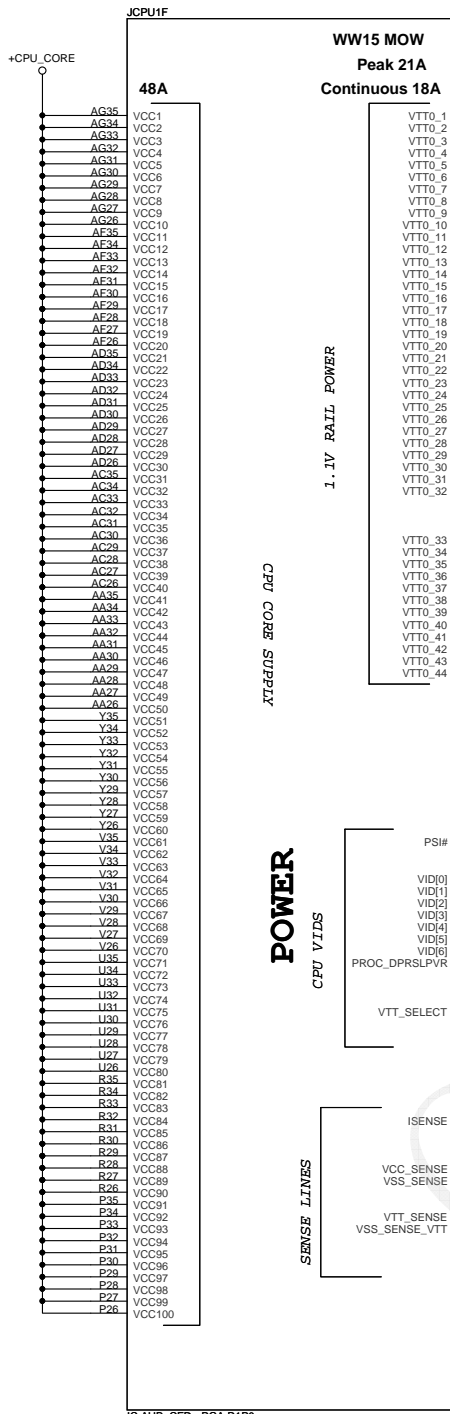 JCPU1F
+CPU_CORE
WW15 MOW
Peak 21A
48A
Continuous 18A
AG35 VCC1
AG34 VCC2
AG33 VCC3
AG32 VCC4
AG31 VCC5
AG30 VCC6
AG29 VCC7
AG28 VCC8
AG27 VCC9
AG26 VCC10
AF35 VCC11
AF34 VCC12
AF33 VCC13
AF32 VCC14
AF31 VCC15
AF30 VCC16
AF29 VCC17
AF28 VCC18
AF27 VCC19
AF26 VCC20
AD35 VCC21
AD34 VCC22
AD33 VCC23
AD32 VCC24
AD31 VCC25
AD30 VCC26
AD29 VCC27
AD28 VCC28
AD27 VCC29
AD26 VCC30
AC35 VCC31
AC34 VCC32
AC33 VCC33
AC32 VCC34
AC31 VCC35
AC30 VCC36
AC29 VCC37
AC28 VCC38
AC27 VCC39
AC26 VCC40
AA35 VCC41
AA34 VCC42
AA33 VCC43
AA32 VCC44
AA31 VCC45
AA30 VCC46
AA29 VCC47
AA28 VCC48
AA27 VCC49
AA26 VCC50
Y35 VCC51
Y34 VCC52
Y33 VCC53
Y32 VCC54
Y31 VCC55
Y30 VCC56
Y29 VCC57
Y28 VCC58
Y27 VCC59
Y26 VCC60
V35 VCC61
V34 VCC62
V33 VCC63
V32 VCC64
V31 VCC65
V30 VCC66
V29 VCC67
V28 VCC68
V27 VCC69
V26 VCC70
U35 VCC71
U34 VCC72
U33 VCC73
U32 VCC74
U31 VCC75
U30 VCC76
U29 VCC77
U28 VCC78
U27 VCC79
U26 VCC80
R35 VCC81
R34 VCC82
R33 VCC83
R32 VCC84
R31 VCC85
R30 VCC86
R29 VCC87
R28 VCC88
R27 VCC89
R26 VCC90
P35 VCC91
P34 VCC92
P33 VCC93
P32 VCC94
P31 VCC95
P30 VCC96
P29 VCC97
P28 VCC98
P27 VCC99
P26 VCC100
CPU CORE SUPPLY
POWER
1.1V RAIL POWER
VTT0_1
VTT0_2
VTT0_3
VTT0_4
VTT0_5
VTT0_6
VTT0_7
VTT0_8
VTT0_9
VTT0_10
VTT0_11
VTT0_12
VTT0_13
VTT0_14
VTT0_15
VTT0_16
VTT0_17
VTT0_18
VTT0_19
VTT0_20
VTT0_21
VTT0_22
VTT0_23
VTT0_24
VTT0_25
VTT0_26
VTT0_27
VTT0_28
VTT0_29
VTT0_30
VTT0_31
VTT0_32
VTT0_33
VTT0_34
VTT0_35
VTT0_36
VTT0_37
VTT0_38
VTT0_39
VTT0_40
VTT0_41
VTT0_42
VTT0_43
VTT0_44
CPU VIDS
PSI#
VID[0]
VID[1]
VID[2]
VID[3]
VID[4]
VID[5]
VID[6]
PROC_DPRSLPVR
VTT_SELECT
SENSE LINES
ISENSE
VCC_SENSE
VSS_SENSE
VTT_SENSE
VSS_SENSE_VTT